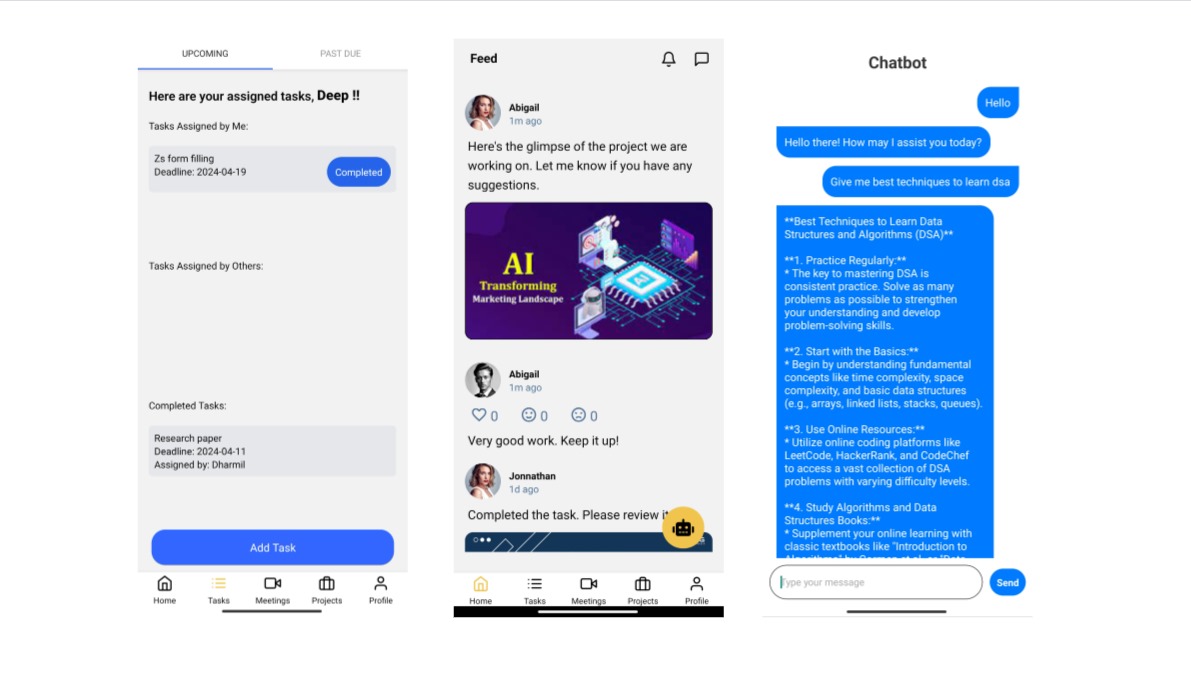 UPCOMING
PAST DUE
Here are your assigned tasks, Deep !!
Tasks Assigned by Me:
Zs form filling
Deadline: 2024-04-19
Completed
Tasks Assigned by Others:
Completed Tasks:
Research paper
Deadline: 2024-04-11
Assigned by: Dharmil
Add Task
Home
Tasks
Meetings
Projects
Profile
Feed
Abigail
1m ago
Here's the glimpse of the project we are
working on. Let me know if you have any
suggestions.
AI
Transforming
Marketing Landscape
AI
Abigail
1m ago
0
0
0
Very good work. Keep it up!
Jonnathan
1d ago
Completed the task. Please review it
Home
Tasks
Meetings
Projects
Profile
Chatbot
Hello
Hello there! How may I assist you today?
Give me best techniques to learn dsa
**Best Techniques to Learn Data
Structures and Algorithms (DSA)**
**1. Practice Regularly:**
* The key to mastering DSA is
consistent practice. Solve as many
problems as possible to strengthen
your understanding and develop
problem-solving skills.
**2. Start with the Basics:**
* Begin by understanding fundamental
concepts like time complexity, space
complexity, and basic data structures
(e.g., arrays, linked lists, stacks, queues).
**3. Use Online Resources:**
* Utilize online coding platforms like
LeetCode, HackerRank, and CodeChef
to access a vast collection of DSA
problems with varying difficulty levels.
**4. Study Algorithms and Data
Structures Books:**
* Supplement your online learning with
classic textbooks like "Introduction to
Algorithms" by Cormen et al. or "Data
Type your message
Send